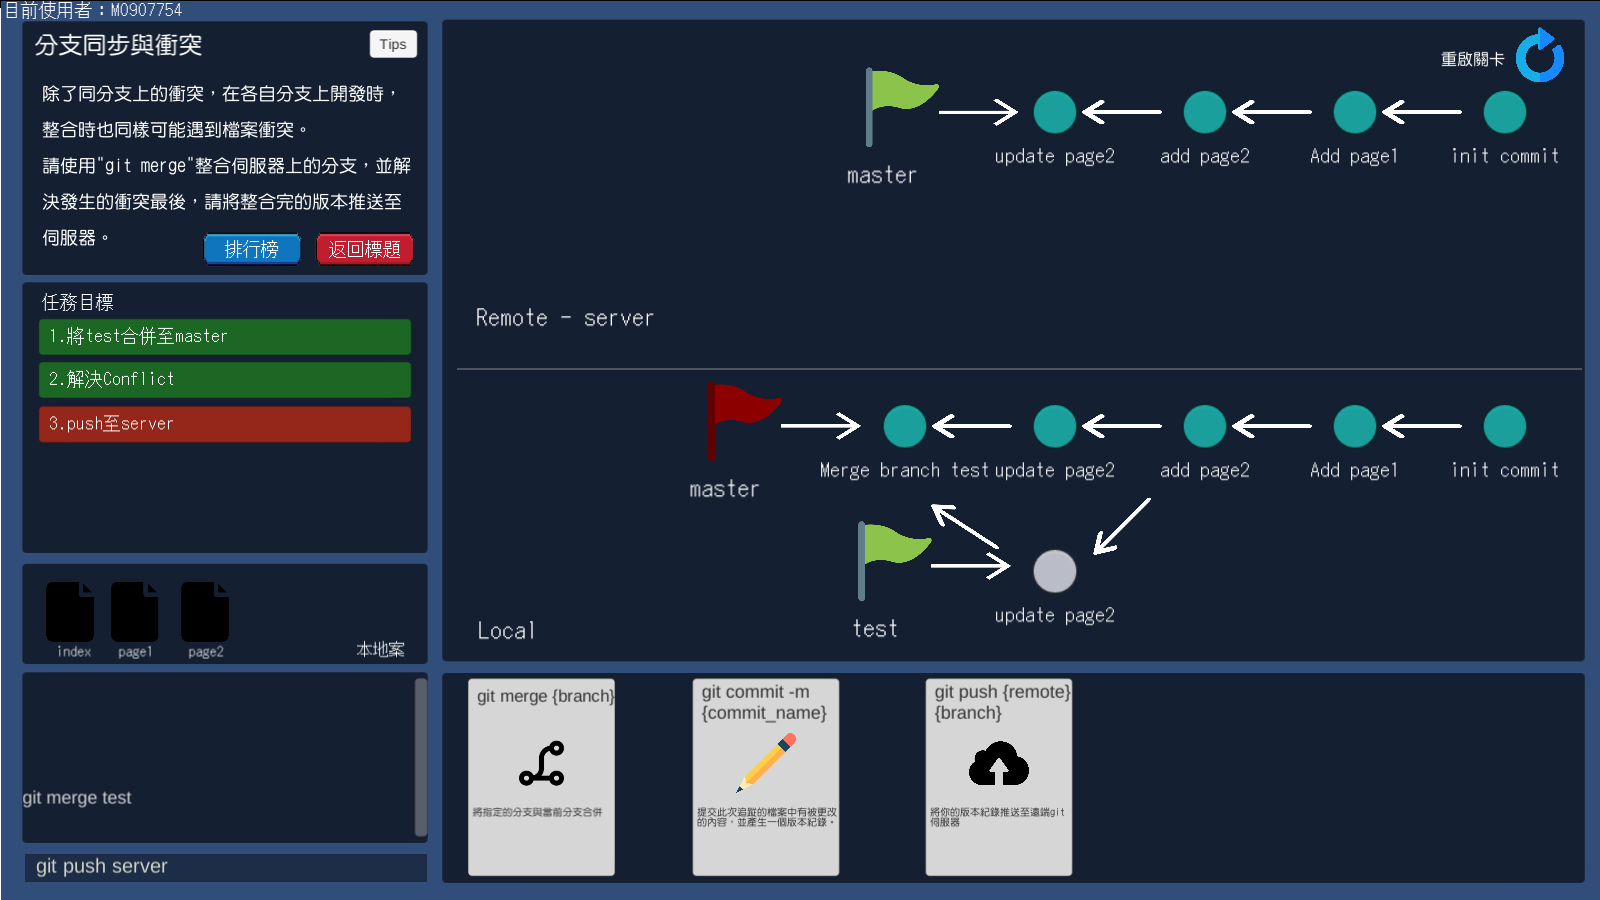 目前使用者：M0907754
分支同步與衝突
Tips
除了同分支上的衝突，在各自分支上開發時，
整合時也同樣可能遇到檔案衝突。
請使用"git merge"整合伺服器上的分支，並解
決發生的衝突最後，請將整合完的版本推送至
伺服器。
排行榜
返回標題
任務目標
1.將test合併至master
2.解決Conflict
3.push至server
index
page1
page2
本地案
git merge test
git push server
重啟關卡
master
update page2
add page2
Add page1
init commit
Remote - server
master
Merge branch test
update page2
add page2
Add page1
init commit
test
update page2
Local
git merge {branch}
將指定的分支與當前分支合併
git commit -m
{commit_name}
提交此次追蹤的檔案中有被更改
的內容，並產生一個版本紀錄。
git push {remote}
{branch}
將你的版本紀錄推送至遠端git
伺服器